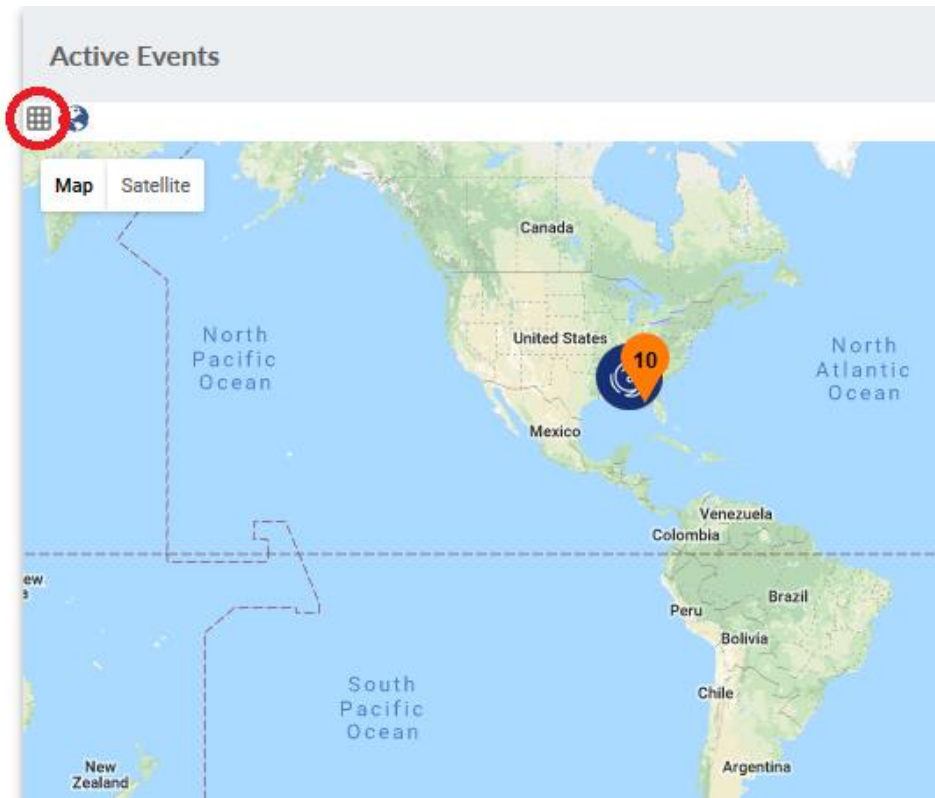 Active Events
Map Satellite
Canada
North
Pacific
Ocean
United States
10
North
Atlantic
Ocean
Mexico
Venezuela
Colombia
ew
Peru
Brazil
Bolivia
South
Pacific
Ocean
Chile
New
Zealand
Argentina